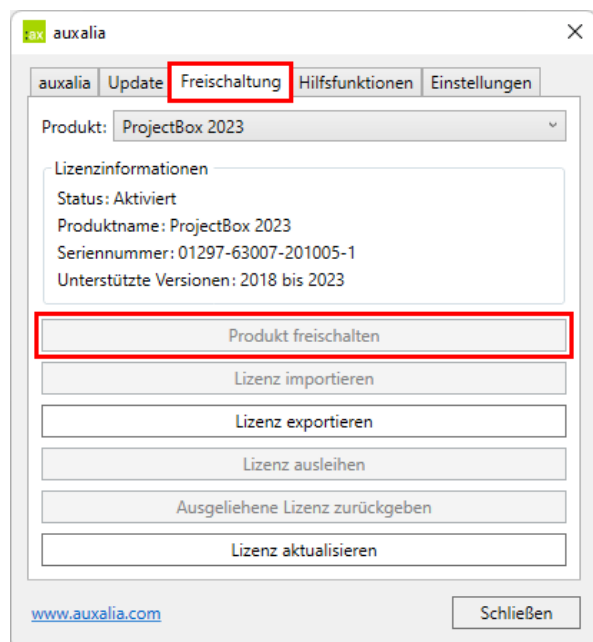 :ax auxalia
auxalia Update Freischaltung Hilfsfunktionen Einstellungen
Produkt: ProjectBox 2023
Lizenzinformationen
Status: Aktiviert
Produktname: ProjectBox 2023
Seriennummer: 01297-63007-201005-1
Unterstützte Versionen: 2018 bis 2023
Produkt freischalten
Lizenz importieren
Lizenz exportieren
Lizenz ausleihen
Ausgeliehene Lizenz zurückgeben
Lizenz aktualisieren
www.auxalia.com Schließen